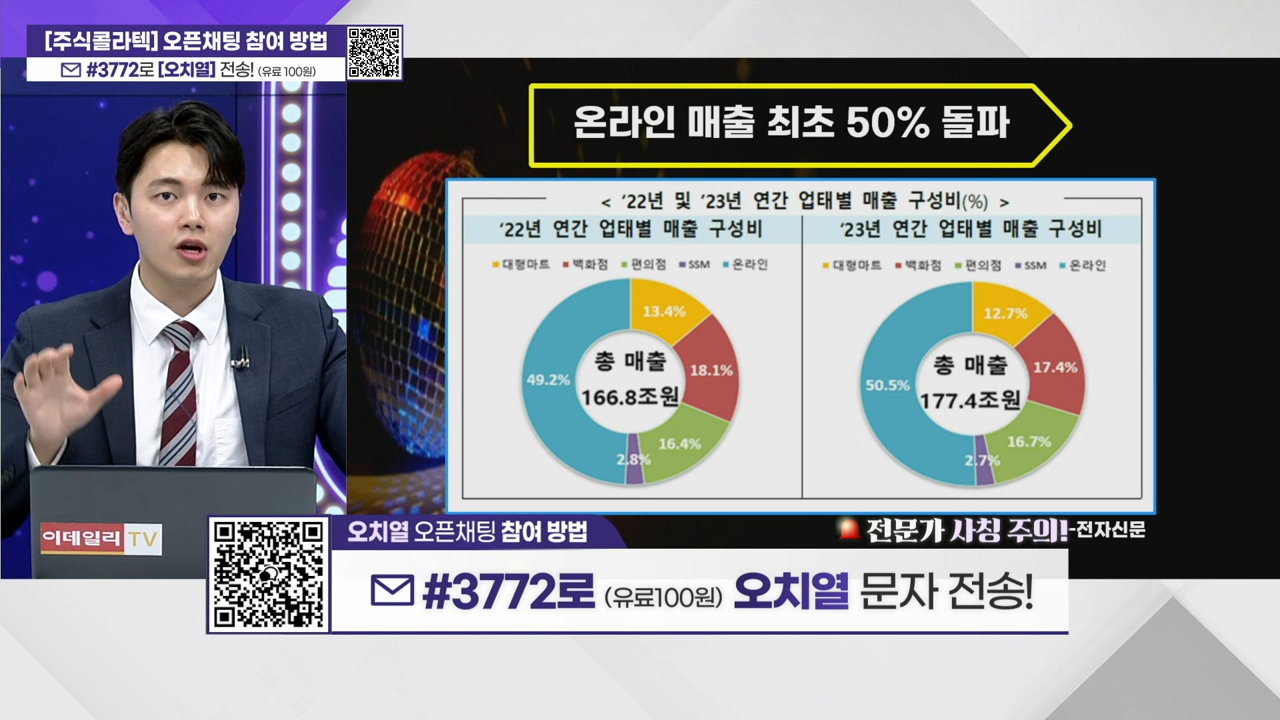 [주식콜라텍] 오픈채팅 참여 방법
#3772로 [오치열] 전송! (유료 100원)
온라인 매출 최초 50% 돌파
< ‘22년 및 ‘23년 연간 업태별 매출 구성비(%) >
‘22년 연간 업태별 매출 구성비
대형마트 백화점 편의점 SSM 온라인
13.4%
18.1%
16.4%
2.8%
49.2%
총 매출
166.8조원
‘23년 연간 업태별 매출 구성비
대형마트 백화점 편의점 SSM 온라인
12.7%
17.4%
16.7%
2.7%
50.5%
총 매출
177.4조원
이데일리 TV
오치열 오픈채팅 참여 방법
전문가 사칭 주의!-전자신문
#3772로 (유료100원) 오치열 문자 전송!